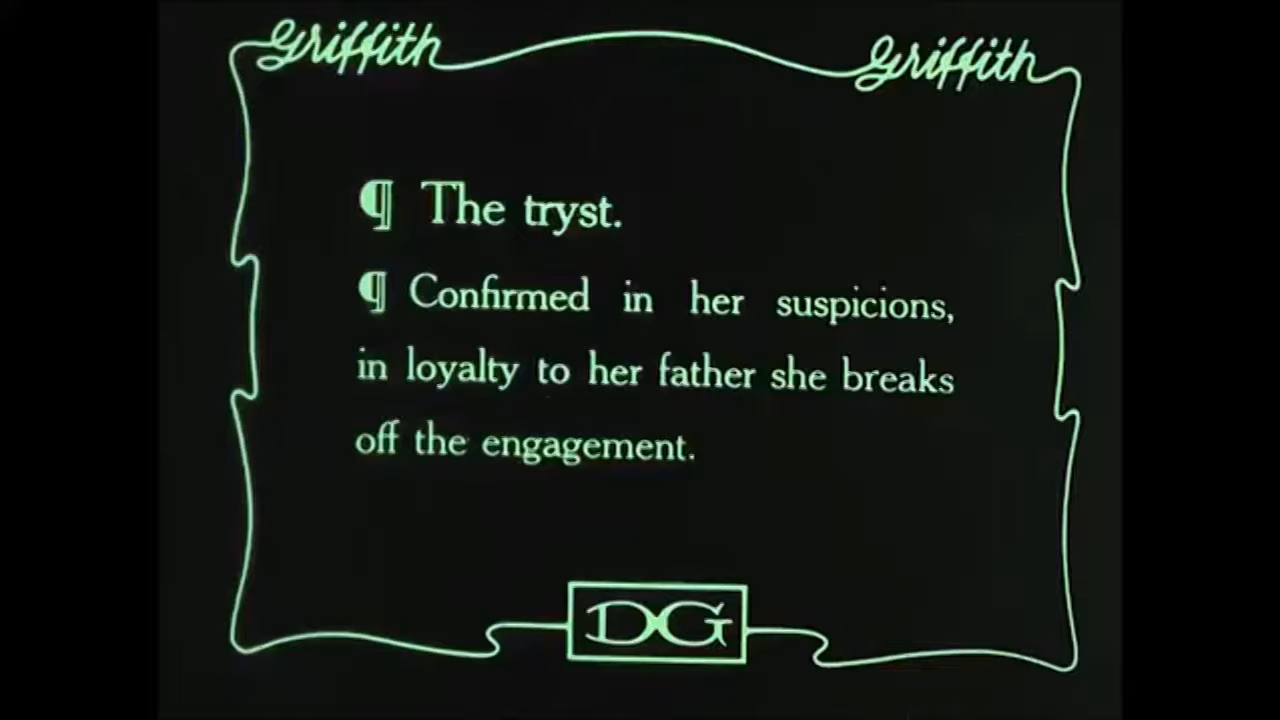 Griffith Griffith
¶ The tryst.
¶ Confirmed in her suspicions,
in loyalty to her father she breaks
off the engagement.
DG